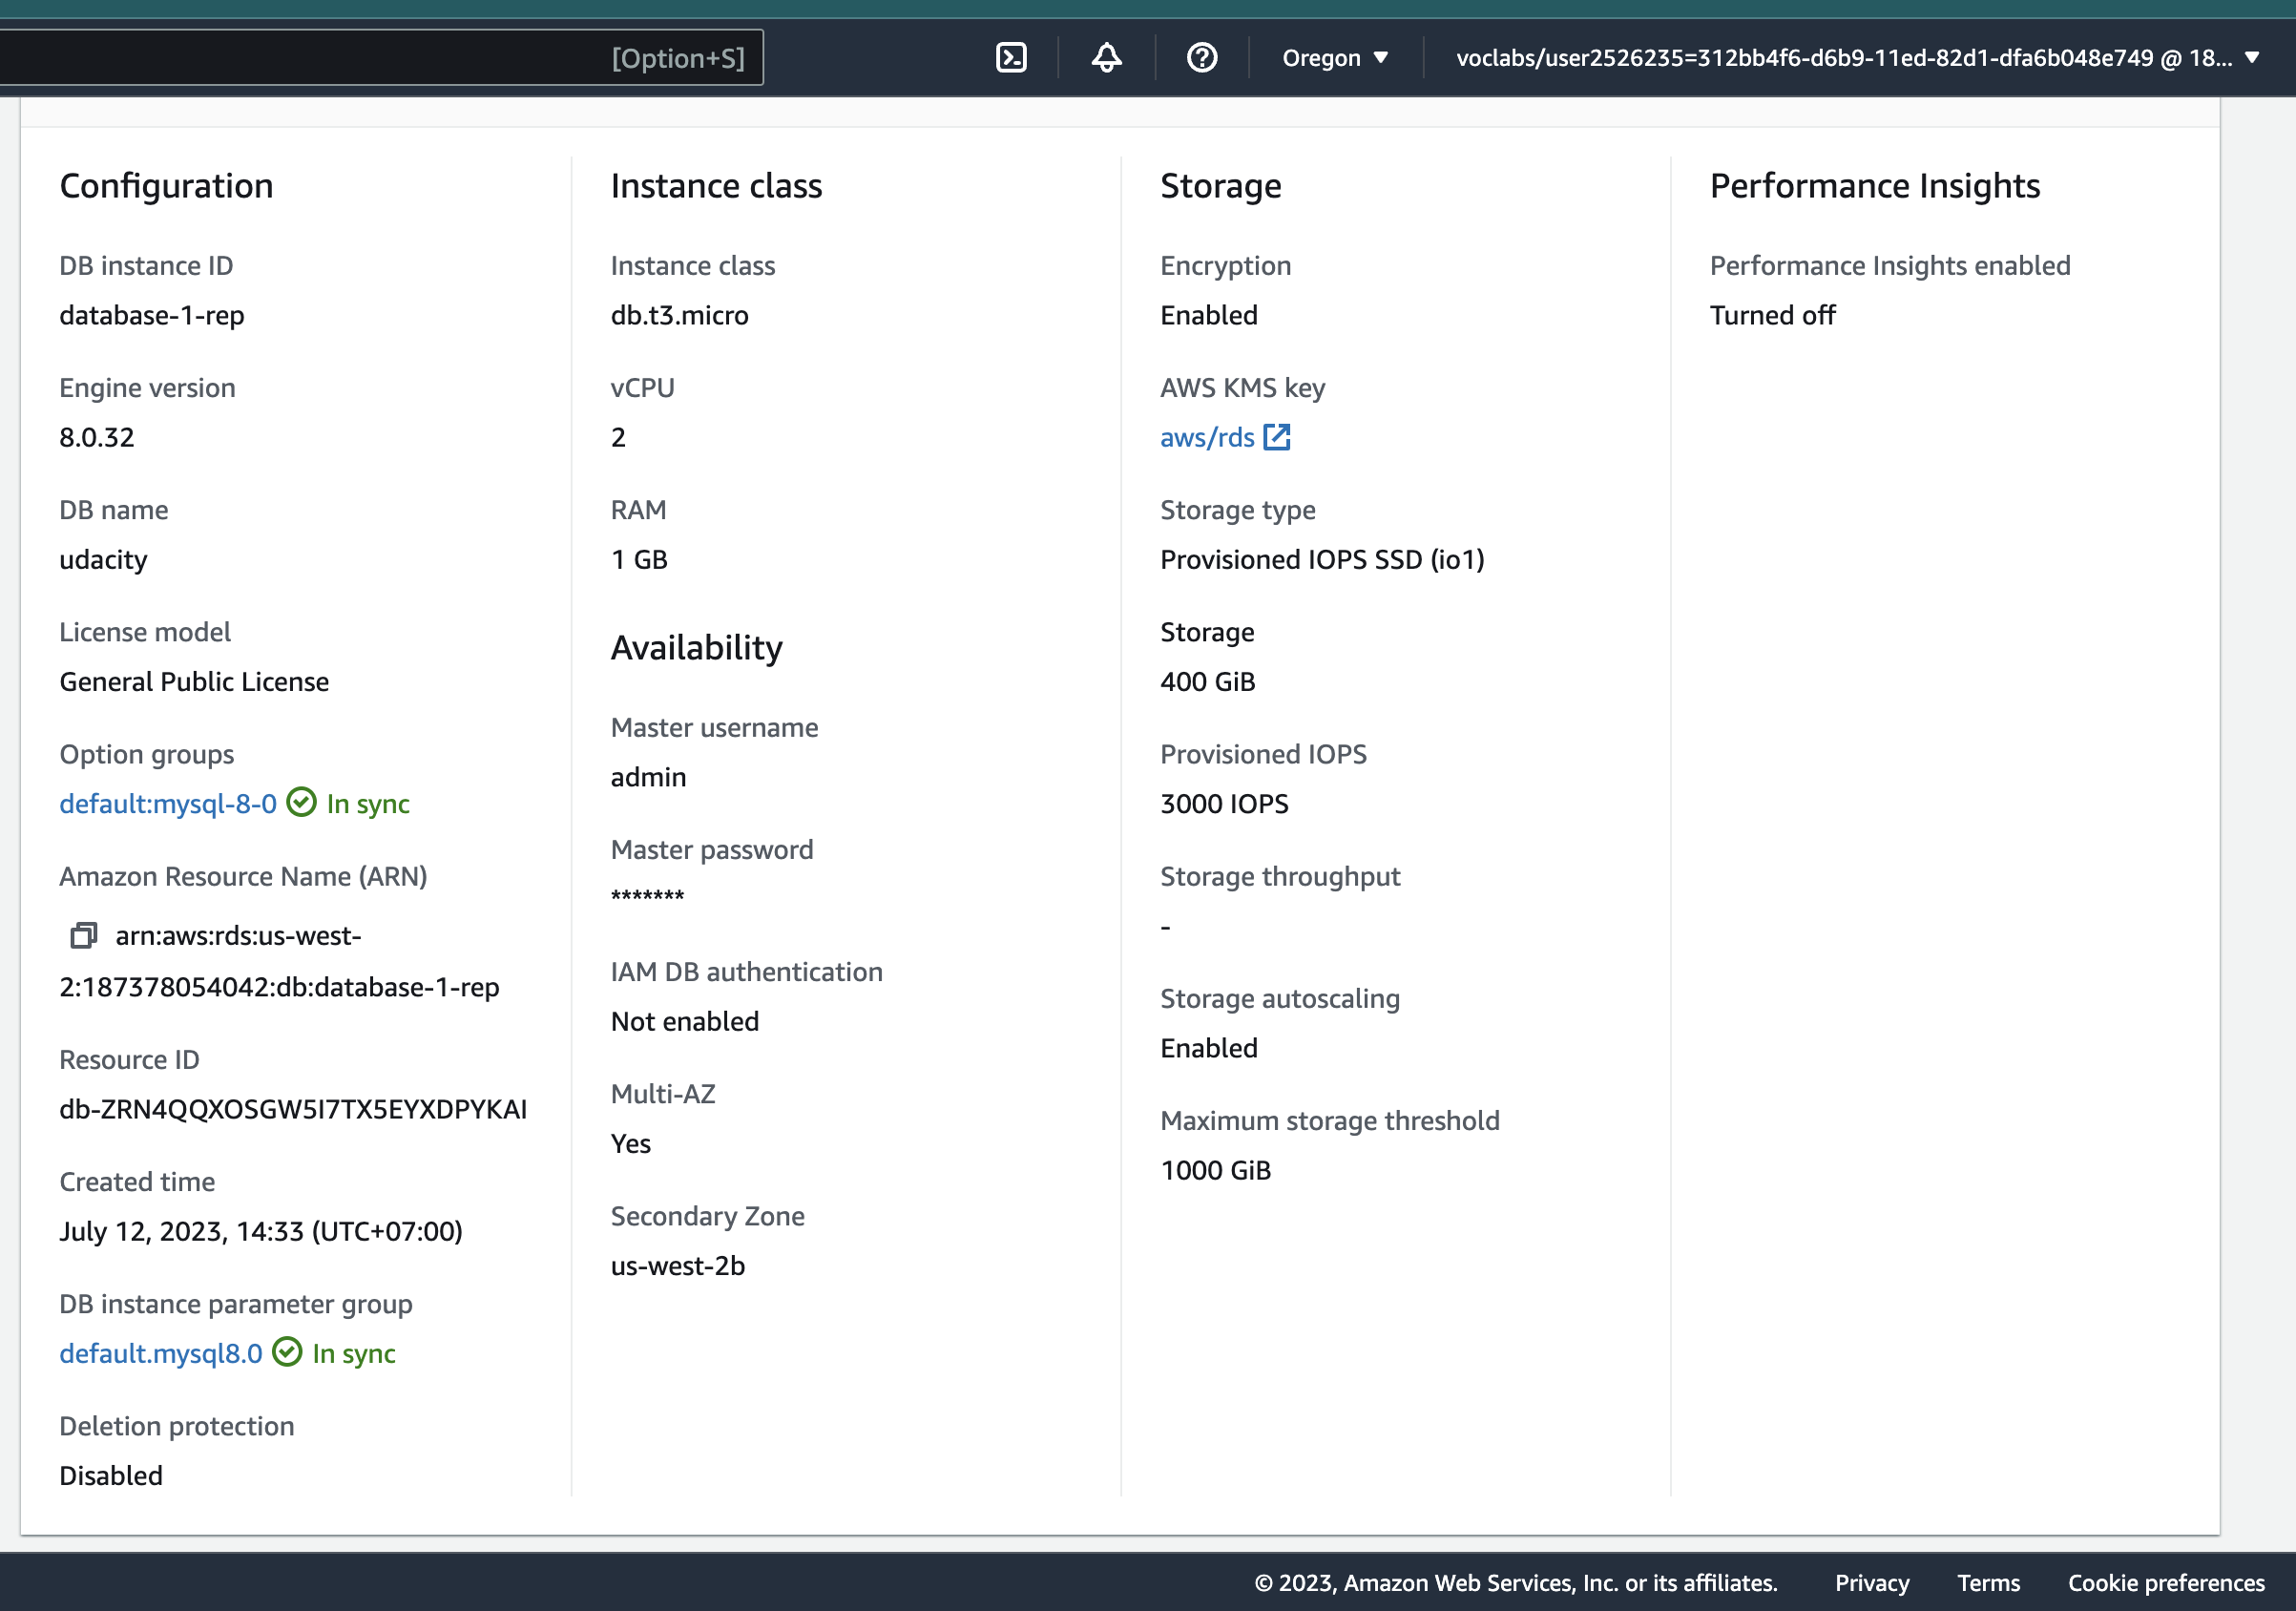 [Option+S]
Oregon
voclabs/user2526235=312bb4f6-d6b9-11ed-82d1-dfa6b048e749 @ 18...
Configuration
DB instance ID
database-1-rep
Engine version
8.0.32
DB name
udacity
License model
General Public License
Option groups
default:mysql-8-0 In sync
Amazon Resource Name (ARN)
arn:aws:rds:us-west-
2:187378054042:db:database-1-rep
Resource ID
db-ZRN4QQXOSGW5I7TX5EYXDPYKAI
Created time
July 12, 2023, 14:33 (UTC+07:00)
DB instance parameter group
default.mysql8.0 In sync
Deletion protection
Disabled
Instance class
Instance class
db.t3.micro
vCPU
2
RAM
1 GB
Availability
Master username
admin
Master password
*******
IAM DB authentication
Not enabled
Multi-AZ
Yes
Secondary Zone
us-west-2b
Storage
Encryption
Enabled
AWS KMS key
aws/rds
Storage type
Provisioned IOPS SSD (io1)
Storage
400 GiB
Provisioned IOPS
3000 IOPS
Storage throughput
-
Storage autoscaling
Enabled
Maximum storage threshold
1000 GiB
Performance Insights
Performance Insights enabled
Turned off
© 2023, Amazon Web Services, Inc. or its affiliates.
Privacy
Terms
Cookie preferences